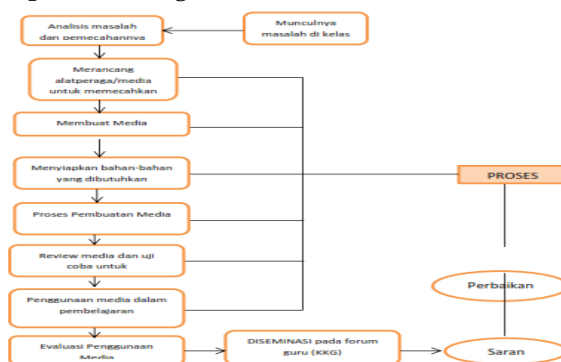 Analisis masalah
dan pemecahannya
Munculnya
masalah di kelas
Merancang
alatperaga/media
untuk memecahkan
Membuat Media
Menyiapkan bahan-bahan
yang dibutuhkan
PROSES
Proses Pembuatan Media
Review media dan uji
coba untuk
Perbaikan
Penggunaan media dalam
pembelajaran
Evaluasi Penggunaan
Media
DISEMINASI pada forum
guru (KKG)
Saran